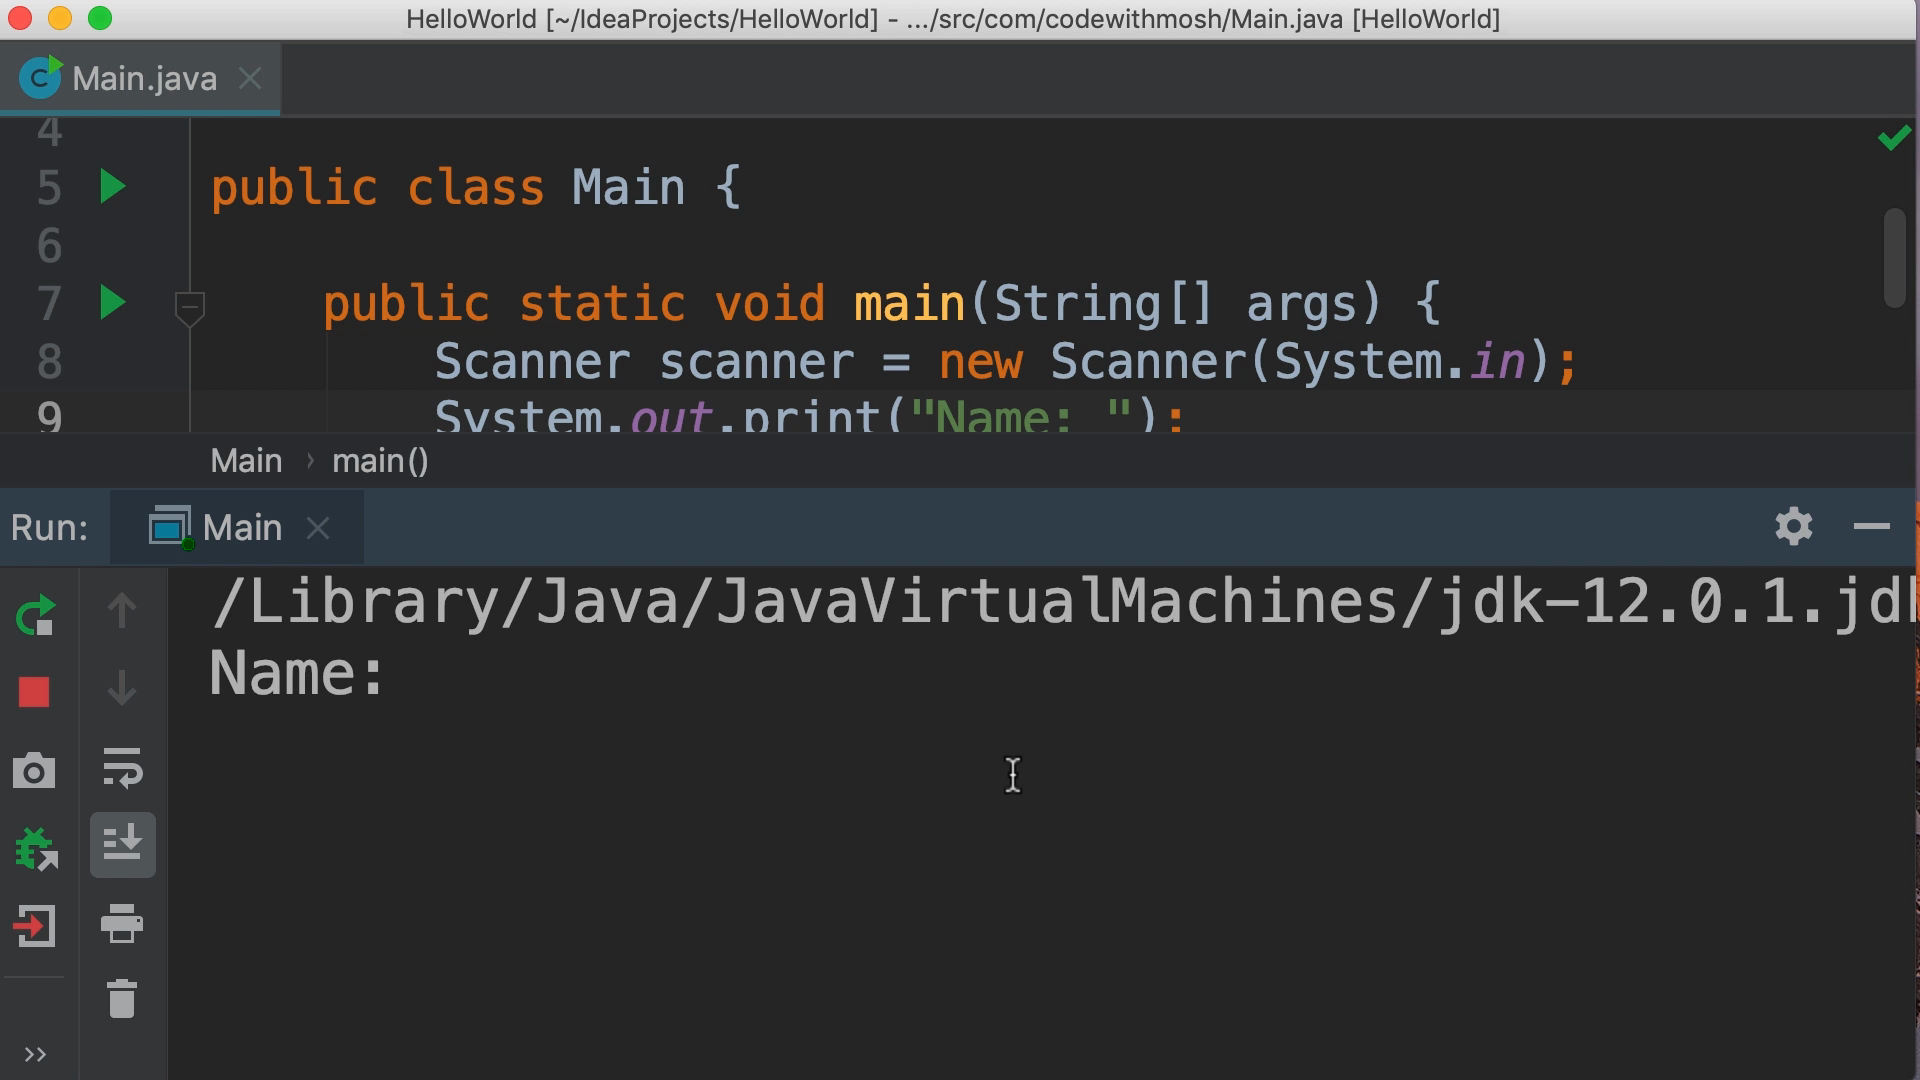 HelloWorld [~/IdeaProjects/HelloWorld] - .../src/com/codewithmosh/Main.java [HelloWorld]
Main.java
4
5 public class Main {
6
7 public static void main(String[] args) {
8 Scanner scanner = new Scanner(System.in);
9 System.out.print("Name: ");
Main › main()
Run: Main
/Library/Java/JavaVirtualMachines/jdk-12.0.1.jdk
Name: